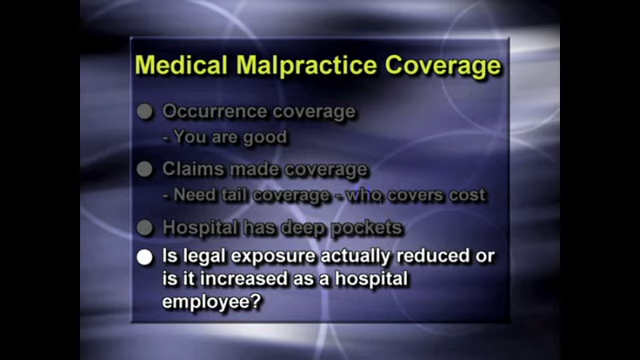 Medical Malpractice Coverage
Occurrence coverage
- You are good
Claims made coverage
- Need tail coverage - who covers cost
Hospital has deep pockets
Is legal exposure actually reduced or
is it increased as a hospital
employee?